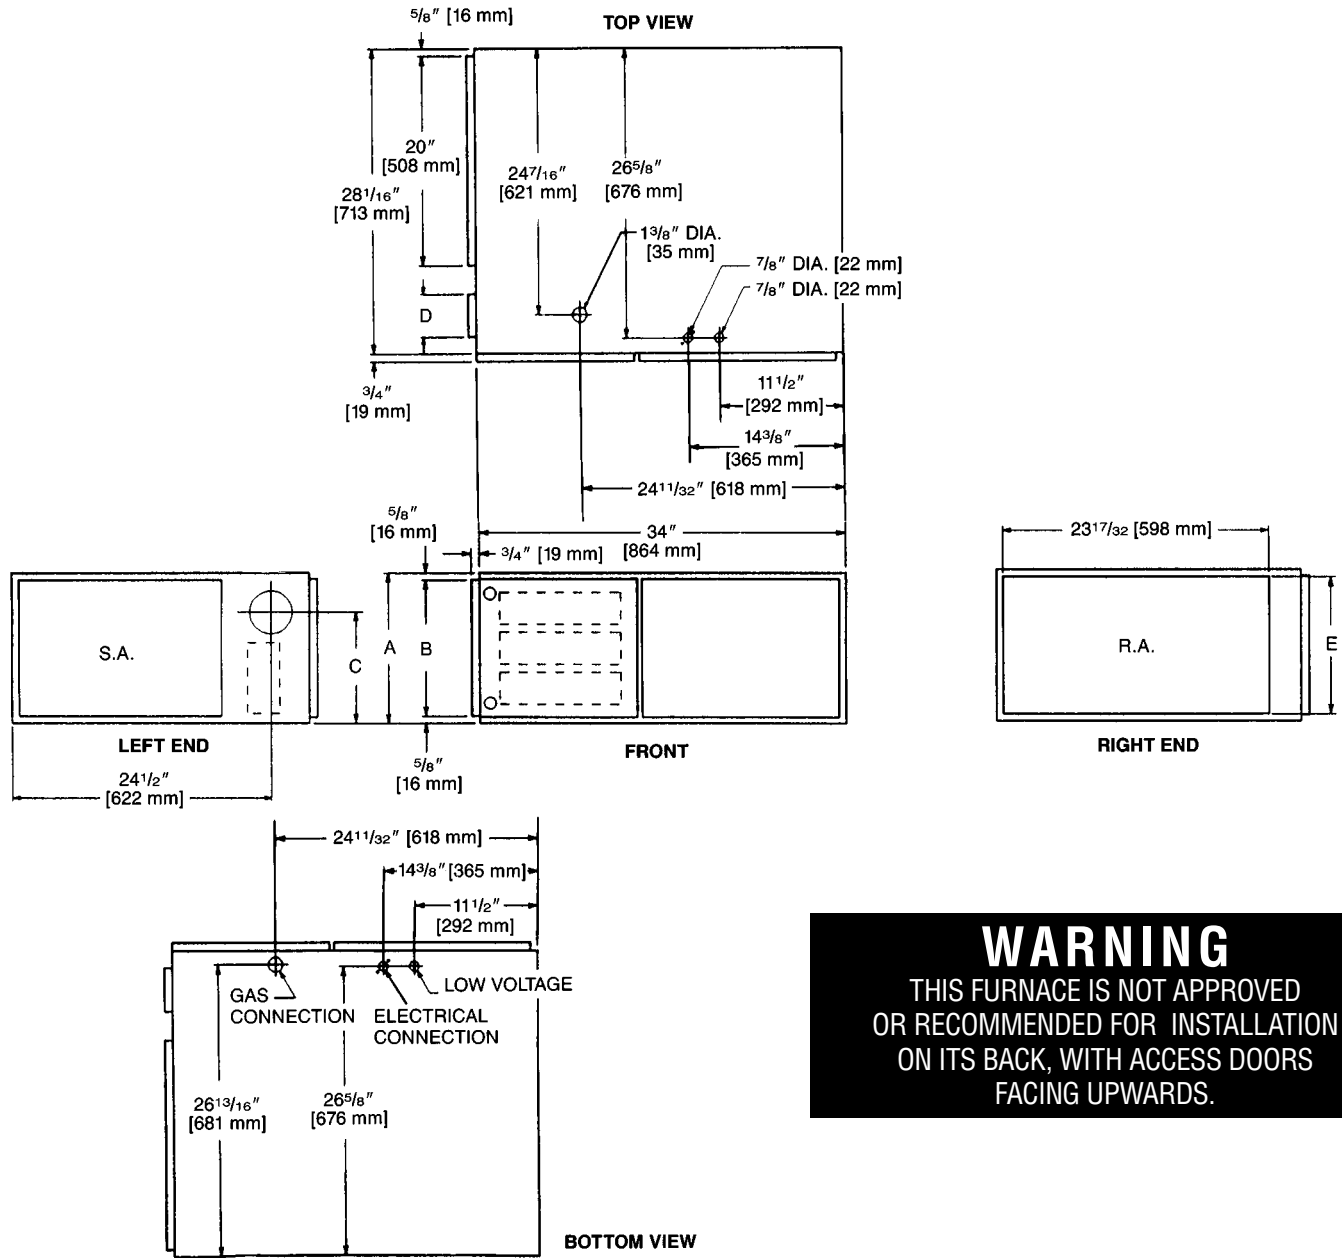 5/8" [16 mm]
TOP VIEW
20"
[508 mm]
24 7/16"
[621 mm]
26 5/8"
[676 mm]
28 1/16"
[713 mm]
1 3/8" DIA.
[35 mm]
7/8" DIA. [22 mm]
7/8" DIA. [22 mm]
D
3/4"
[19 mm]
11 1/2"
[292 mm]
14 3/8"
[365 mm]
24 11/32" [618 mm]
5/8"
[16 mm]
34"
[864 mm]
3/4" [19 mm]
23 17/32 [598 mm]
S.A.
C
A
B
R.A.
E
LEFT END
FRONT
RIGHT END
24 1/2"
[622 mm]
5/8"
[16 mm]
24 11/32" [618 mm]
14 3/8" [365 mm]
11 1/2"
[292 mm]
GAS
CONNECTION
ELECTRICAL
CONNECTION
LOW VOLTAGE
26 13/16"
[681 mm]
26 5/8"
[676 mm]
BOTTOM VIEW
WARNING
THIS FURNACE IS NOT APPROVED
OR RECOMMENDED FOR INSTALLATION
ON ITS BACK, WITH ACCESS DOORS
FACING UPWARDS.